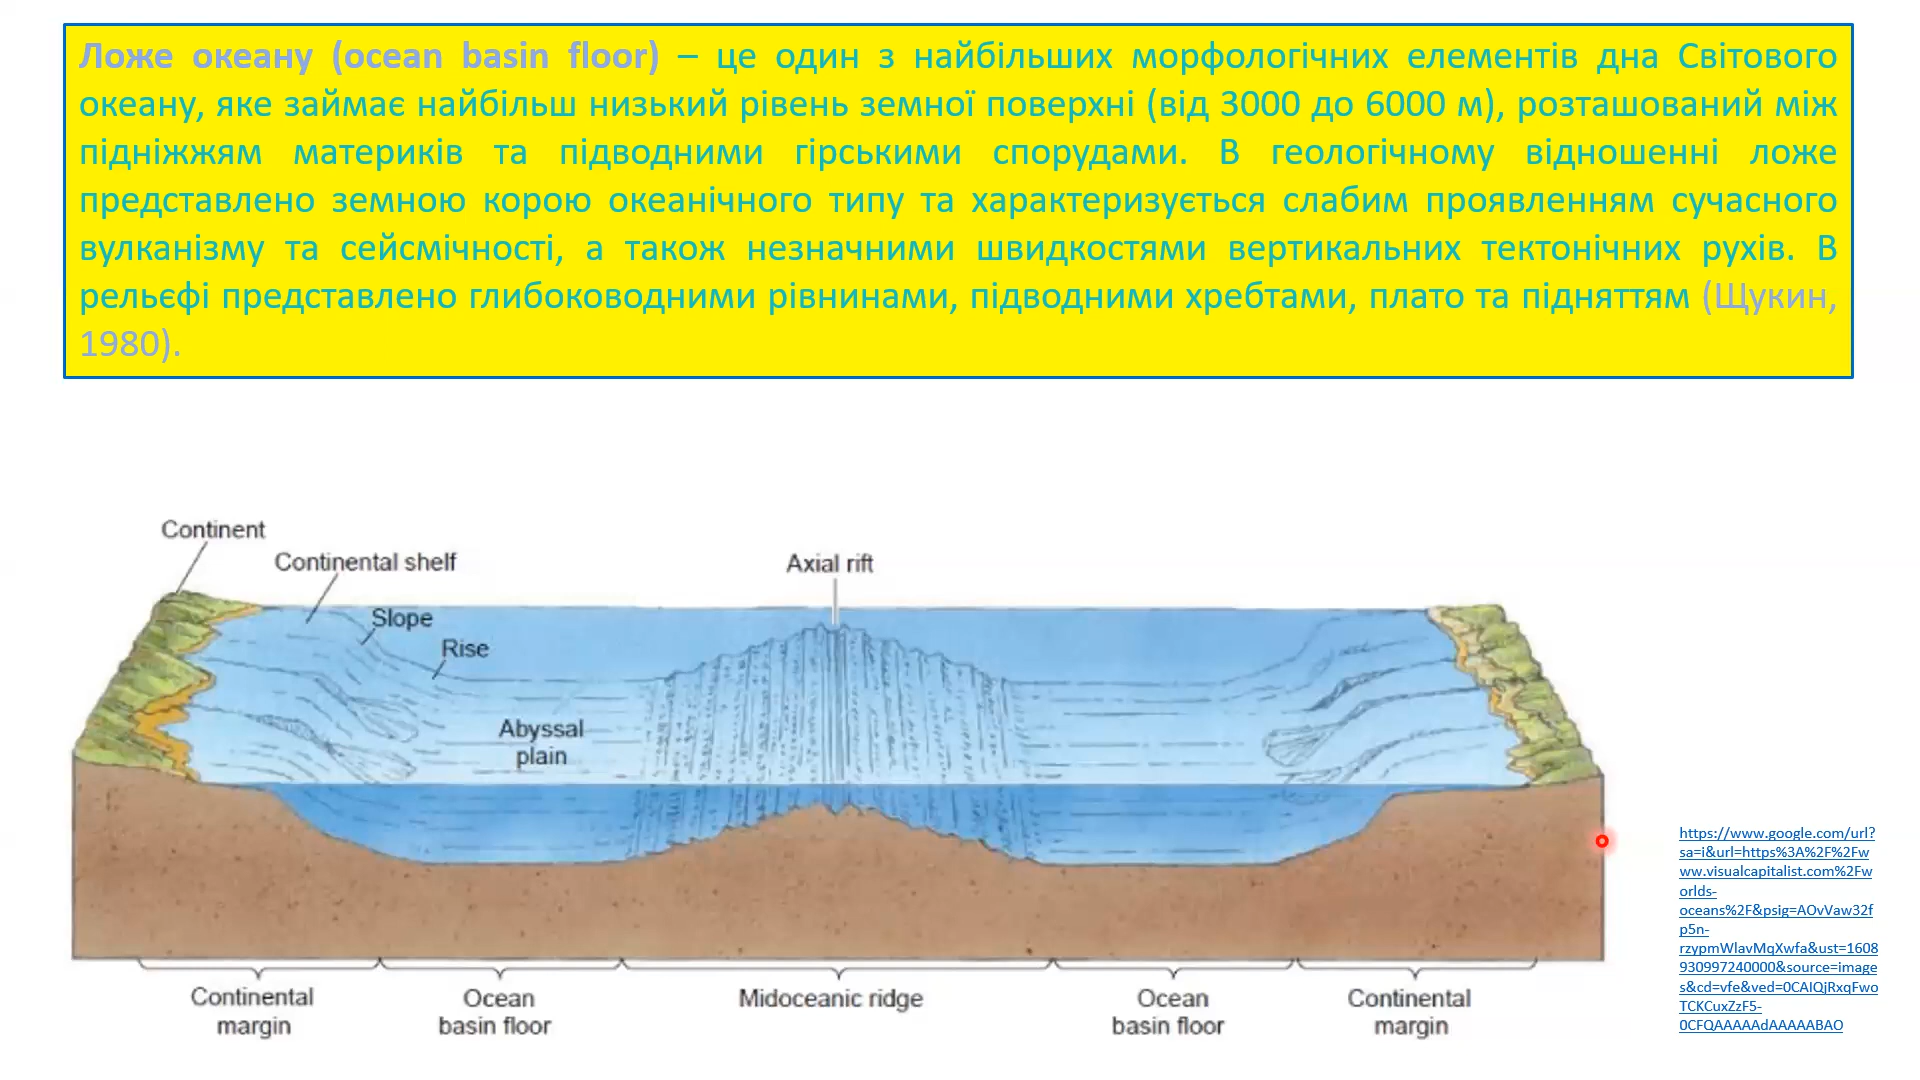 Ложе океану (ocean basin floor) – це один з найбільших морфологічних елементів дна Світового
океану, яке займає найбільш низький рівень земної поверхні (від 3000 до 6000 м), розташований між
підніжжям материків та підводними гірськими спорудами. В геологічному відношенні ложе
представлено земною корою океанічного типу та характеризується слабим проявленням сучасного
вулканізму та сейсмічності, а також незначними швидкостями вертикальних тектонічних рухів. В
рельєфі представлено глибоководними рівнинами, підводними хребтами, плато та підняттям (Щукин,
1980).
Continent
Continental shelf
Axial rift
Slope
Rise
Abyssal
plain
Continental
margin
Ocean
basin floor
Midoceanic ridge
Ocean
basin floor
Continental
margin
https://www.google.com/url?
sa=i&url=https%3A%2F%2Fw
ww.visualcapitalist.com%2Fw
orlds-
oceans%2F&psig=AOvVaw32f
p5n-
rzypmWlavMqXwfa&ust=1608
930997240000&source=image
s&cd=vfe&ved=0CAIQjRxqFwo
TCKCuxZzF5-
0CFQAAAAAdAAAAABAO